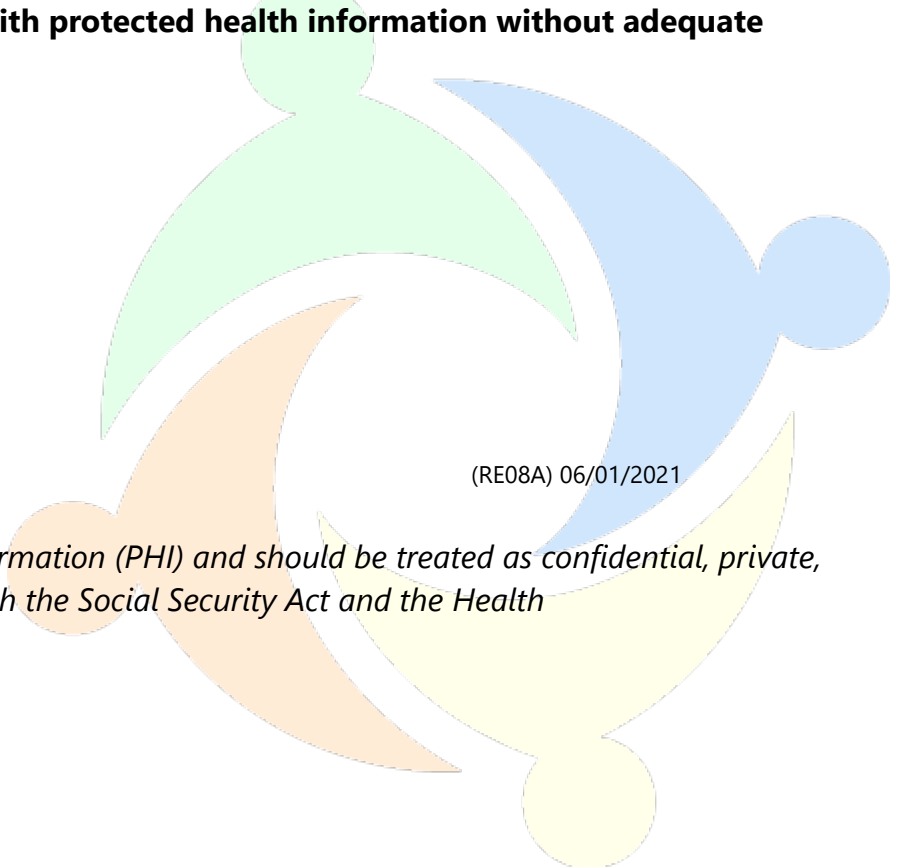 ith protected health information without adequate
(RE08A) 06/01/2021
rmation (PHI) and should be treated as confidential, private,
h the Social Security Act and the Health